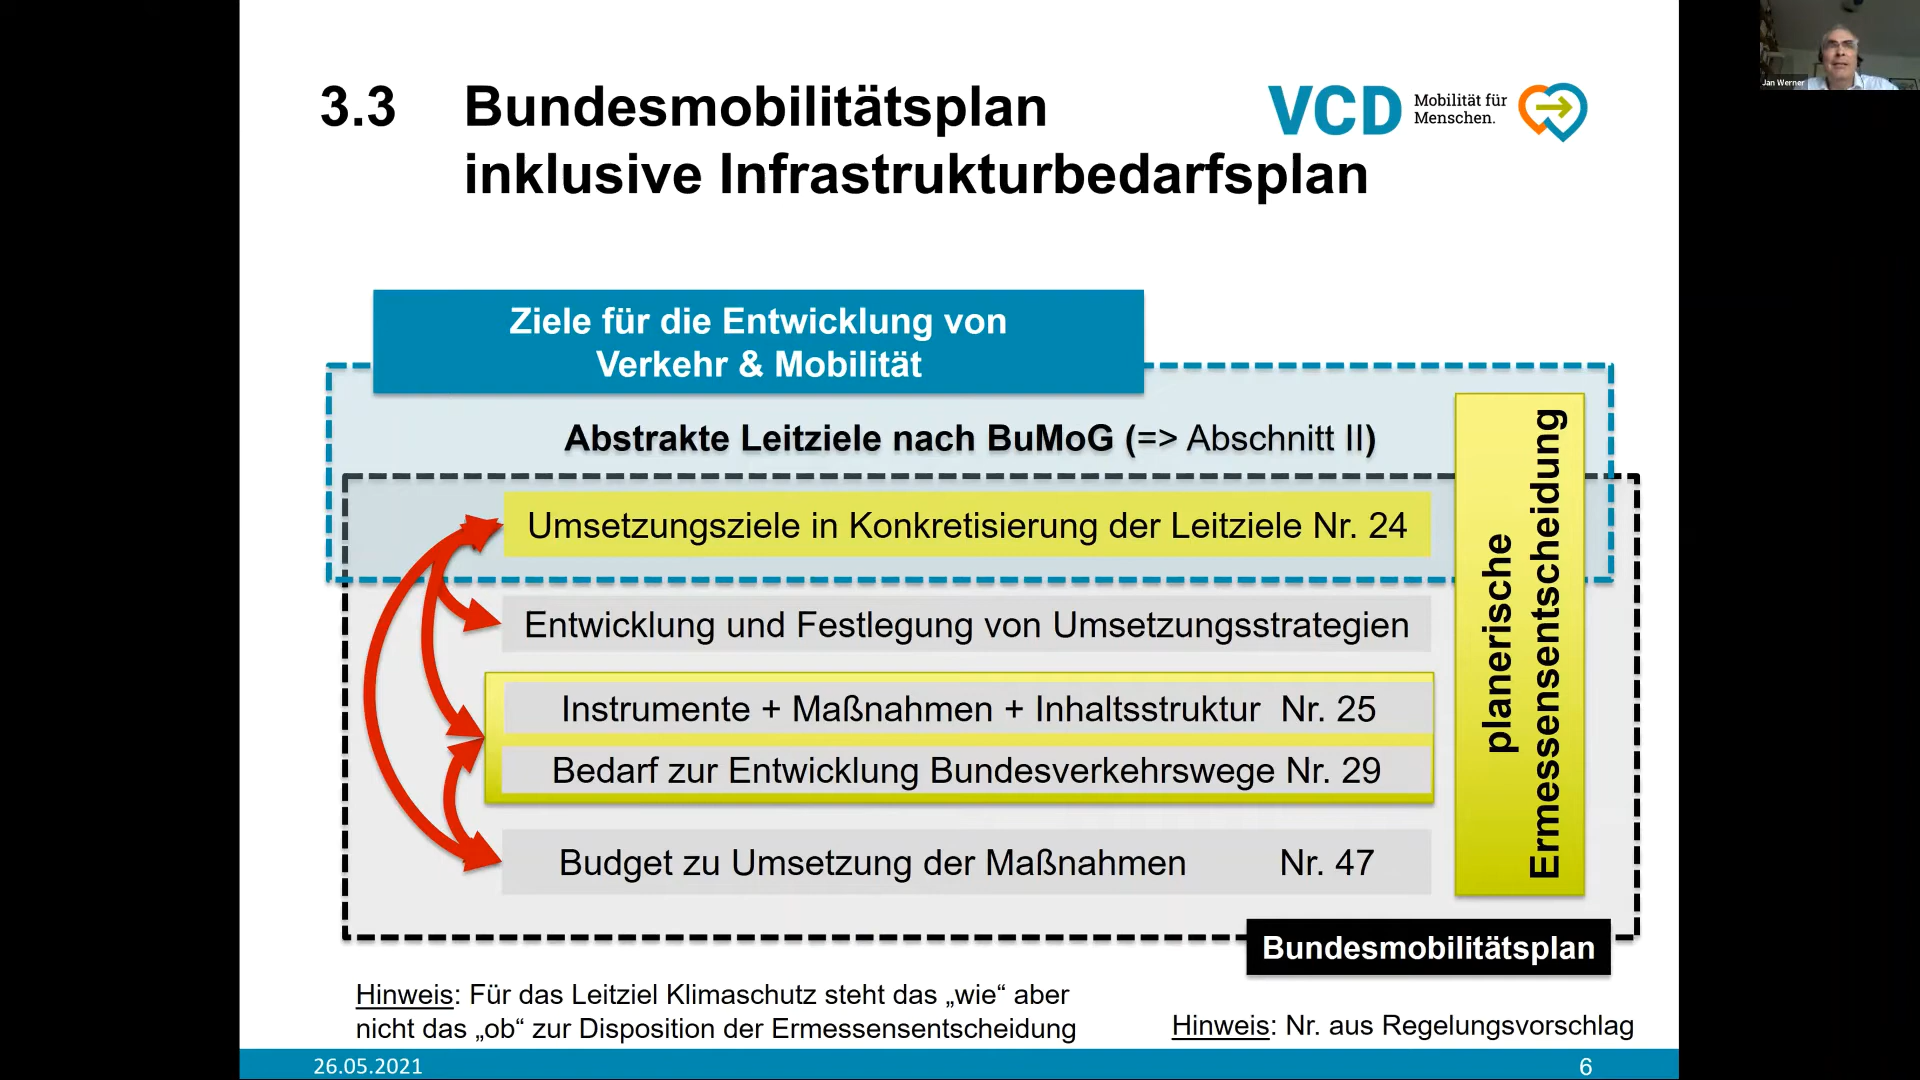 3.3 Bundesmobilitätsplan
inklusive Infrastrukturbedarfsplan
VCD Mobilität für
Menschen.
Jan Werner
Ziele für die Entwicklung von
Verkehr & Mobilität
Abstrakte Leitziele nach BuMoG (=> Abschnitt II)
Umsetzungsziele in Konkretisierung der Leitziele Nr. 24
Entwicklung und Festlegung von Umsetzungsstrategien
Instrumente + Maßnahmen + Inhaltsstruktur Nr. 25
Bedarf zur Entwicklung Bundesverkehrswege Nr. 29
Budget zu Umsetzung der Maßnahmen Nr. 47
planerische
Ermessensentscheidung
Bundesmobilitätsplan
Hinweis: Für das Leitziel Klimaschutz steht das „wie“ aber
nicht das „ob“ zur Disposition der Ermessensentscheidung
Hinweis: Nr. aus Regelungsvorschlag
26.05.2021
6